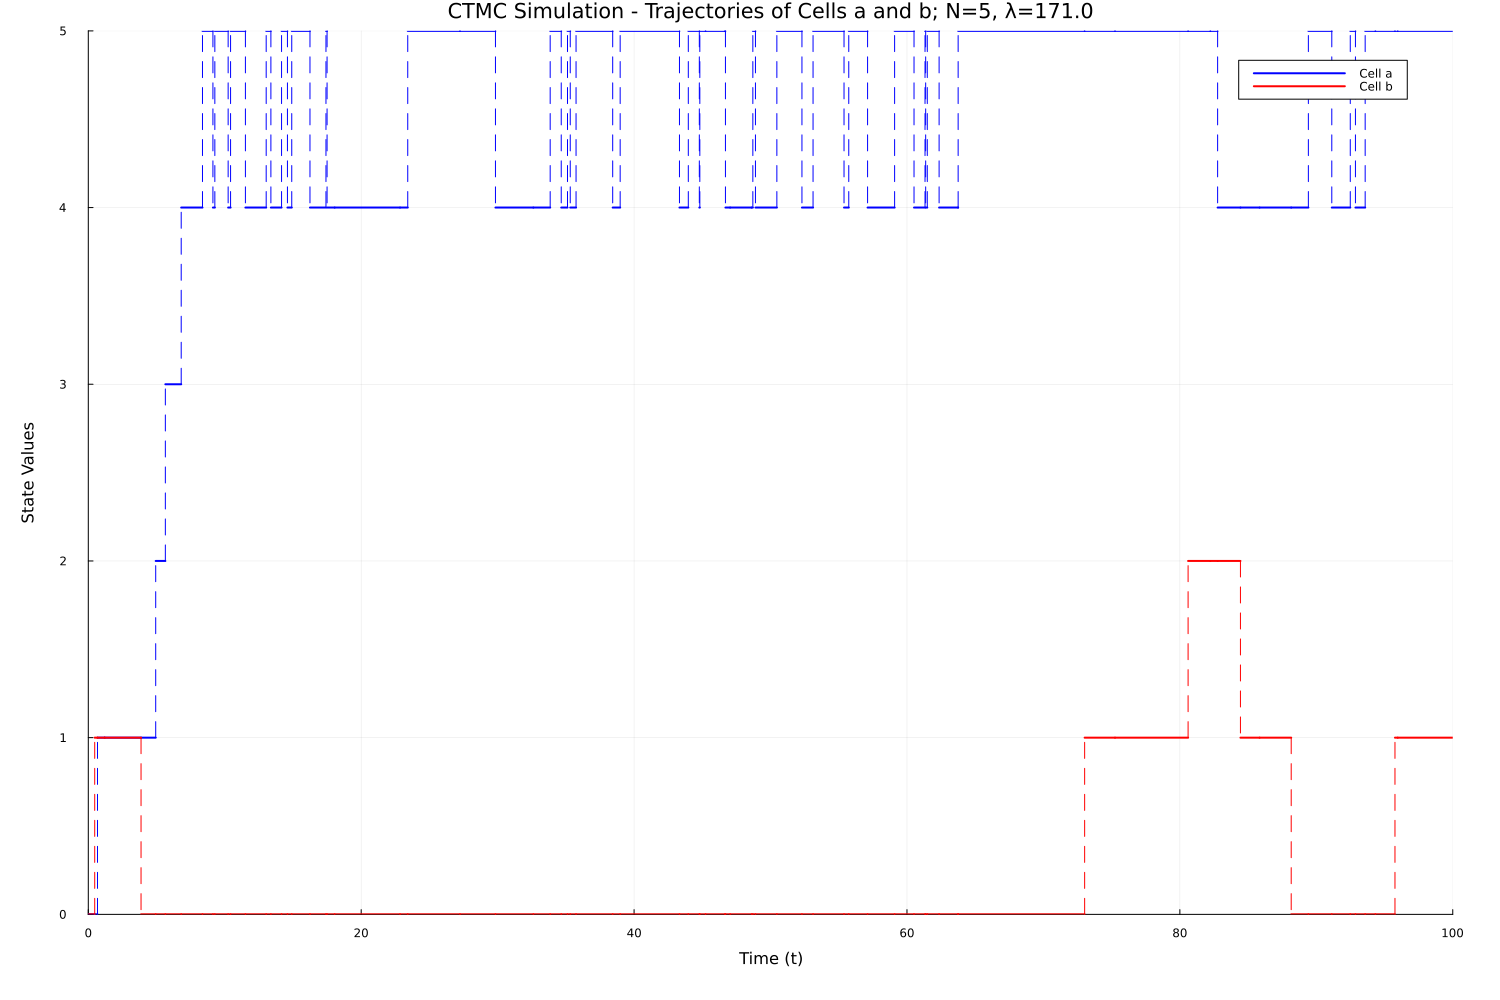 CTMC Simulation - Trajectories of Cells a and b; N=5, λ=171.0
5
Cell a
Cell b
4
3
State Values
2
1
0
0 20 40 60 80 100
Time (t)